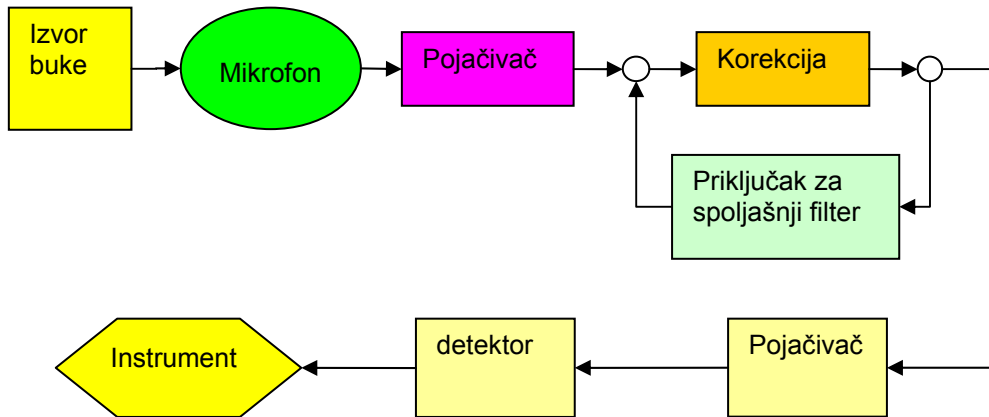 Izvor
buke
Mikrofon
Pojačivač
Korekcija
Priključak za
spoljašnji filter
Instrument
detektor
Pojačivač